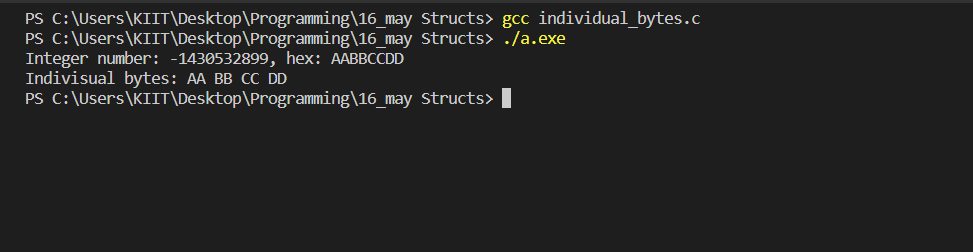 PS C:\Users\KIIT\Desktop\Programming\16_may Structs> gcc individual_bytes.c
PS C:\Users\KIIT\Desktop\Programming\16_may Structs> ./a.exe
Integer number: -1430532899, hex: AABBCCDD
Indivisual bytes: AA BB CC DD
PS C:\Users\KIIT\Desktop\Programming\16_may Structs>